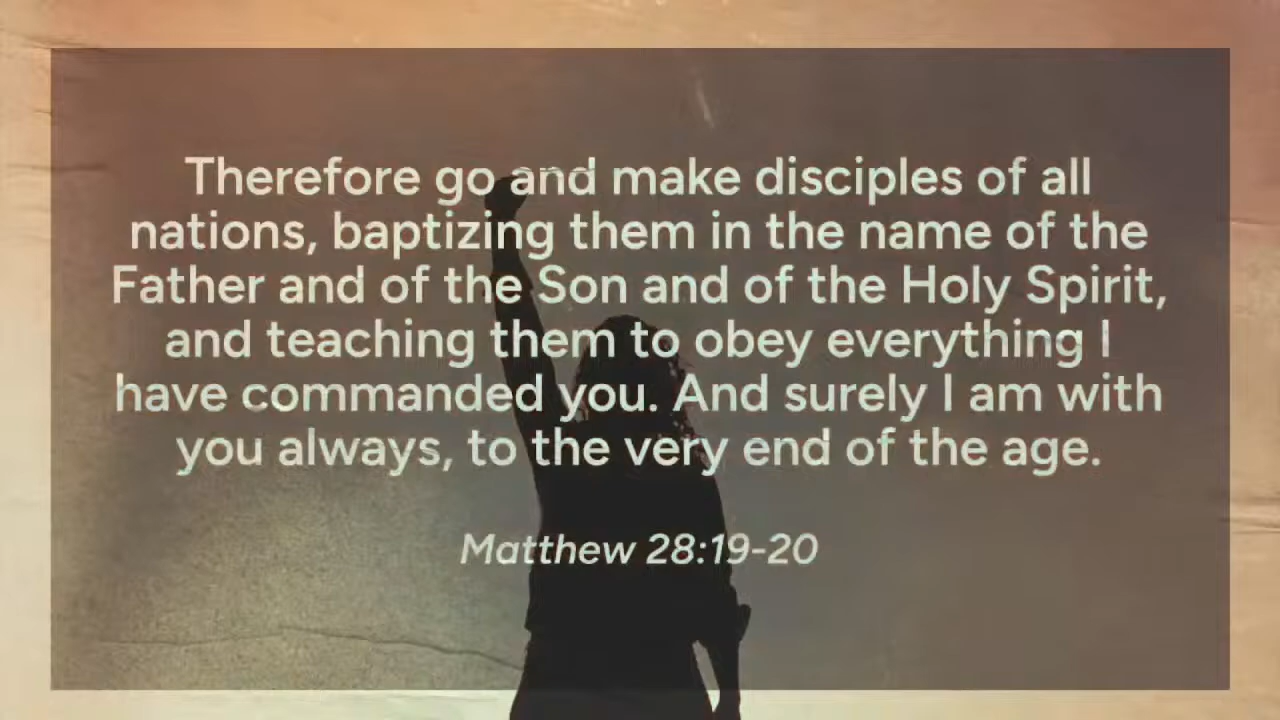 Therefore go and make disciples of all
nations, baptizing them in the name of the
Father and of the Son and of the Holy Spirit,
and teaching them to obey everything I
have commanded you. And surely I am with
you always, to the very end of the age.
Matthew 28:19-20